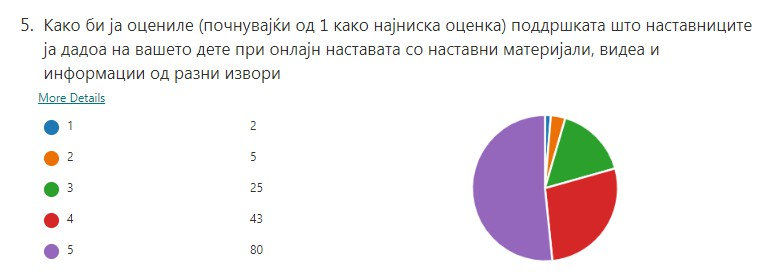 5. Како би ја оцениле (почнувајќи од 1 како најниска оценка) поддршката што наставниците
ја дадоа на вашето дете при онлајн наставата со наставни материјали, видеа и
информации од разни извори
More Details
1 2
2 5
3 25
4 43
5 80